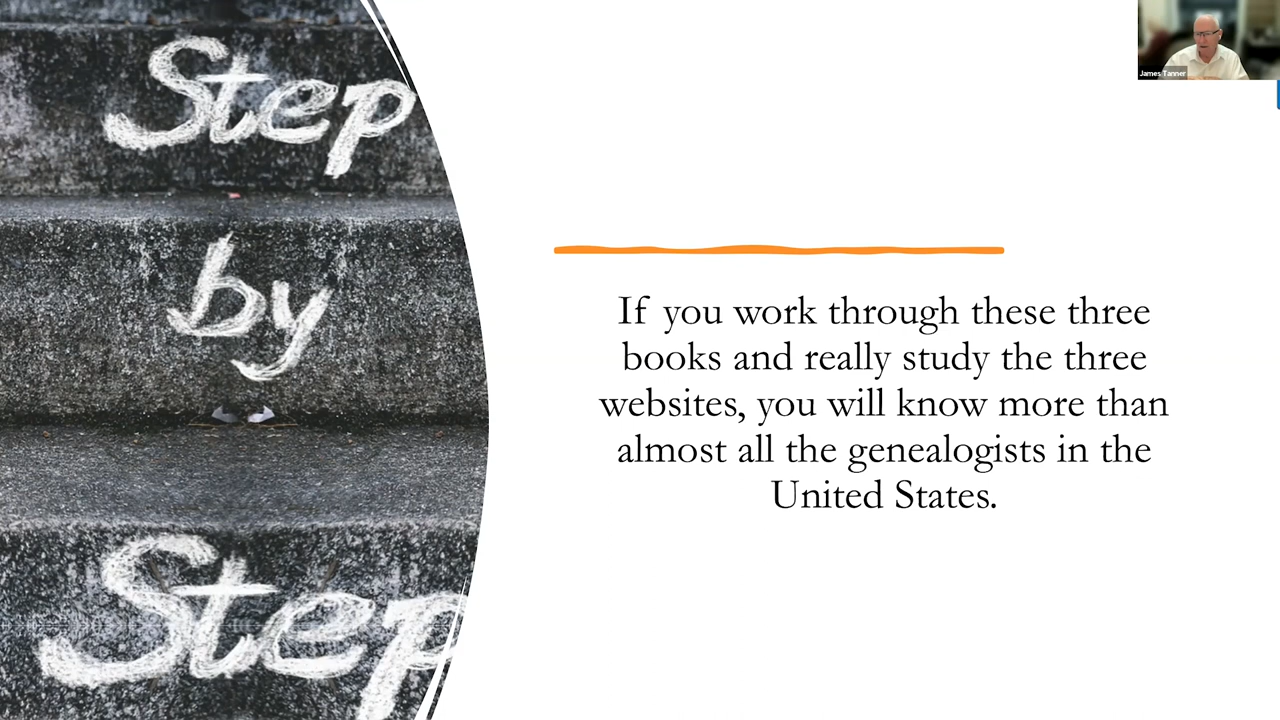 Step
by
Step
If you work through these three
books and really study the three
websites, you will know more than
almost all the genealogists in the
United States.
James Tanner